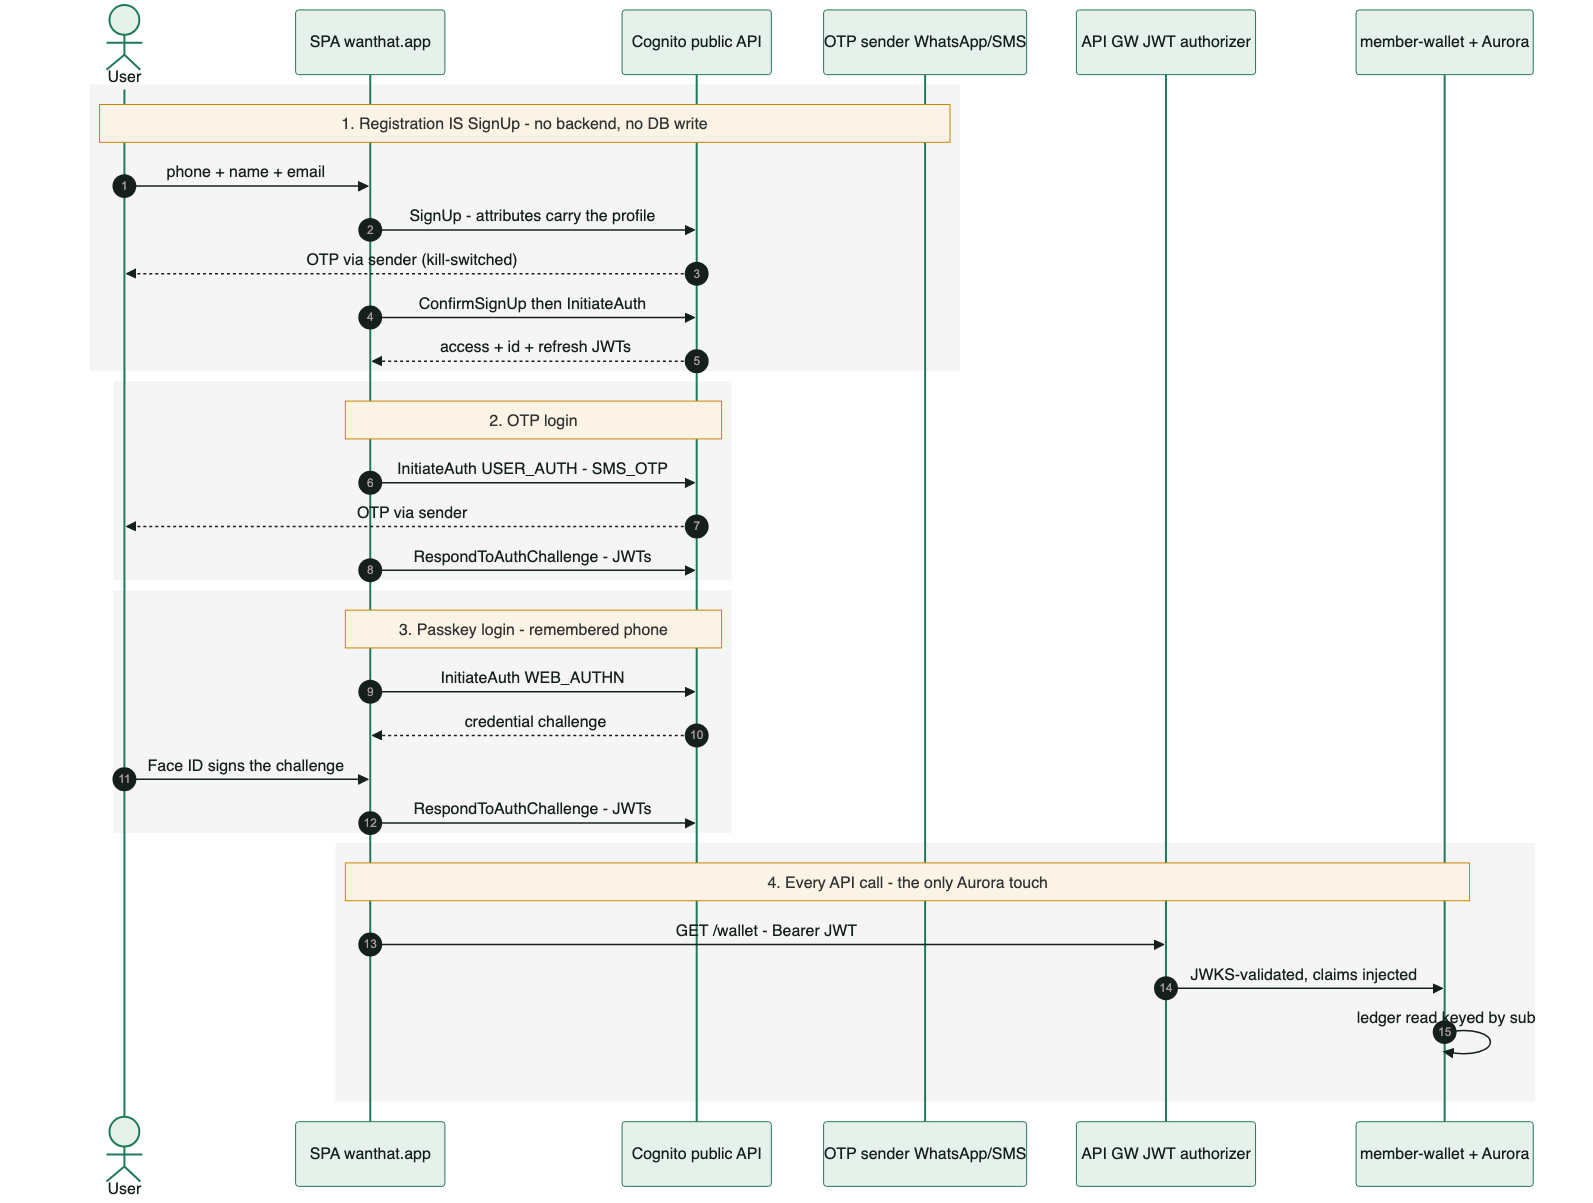 User
SPA wanthat.app
Cognito public API
OTP sender WhatsApp/SMS
API GW JWT authorizer
member-wallet + Aurora
1. Registration IS SignUp - no backend, no DB write
1
phone + name + email
2
SignUp - attributes carry the profile
OTP via sender (kill-switched)
3
4
ConfirmSignUp then InitiateAuth
access + id + refresh JWTs
5
2. OTP login
6
InitiateAuth USER_AUTH - SMS_OTP
OTP via sender
7
8
RespondToAuthChallenge - JWTs
3. Passkey login - remembered phone
9
InitiateAuth WEB_AUTHN
credential challenge
10
11
Face ID signs the challenge
12
RespondToAuthChallenge - JWTs
4. Every API call - the only Aurora touch
13
GET /wallet - Bearer JWT
14
JWKS-validated, claims injected
ledger read keyed by sub
15
User
SPA wanthat.app
Cognito public API
OTP sender WhatsApp/SMS
API GW JWT authorizer
member-wallet + Aurora